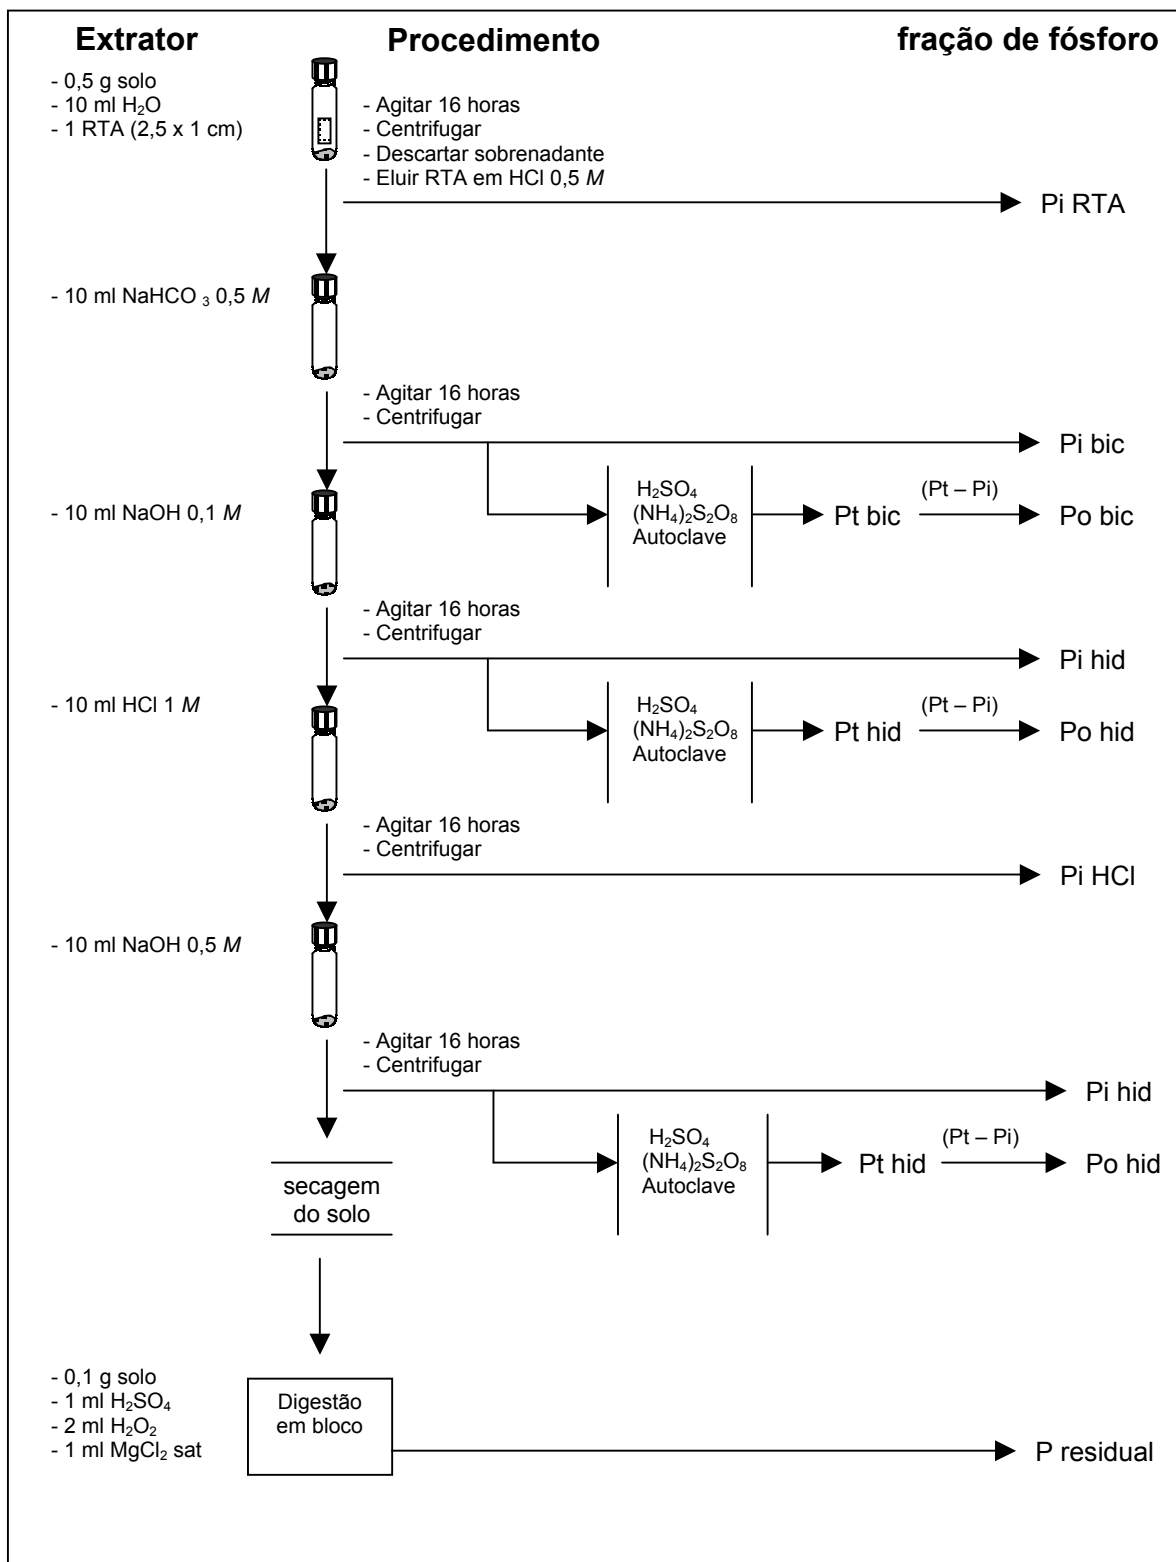 Extrator Procedimento fração de fósforo
- 0,5 g solo
- 10 ml H₂O
- 1 RTA (2,5 x 1 cm)
- Agitar 16 horas
- Centrifugar
- Descartar sobrenadante
- Eluir RTA em HCl 0,5 M
Pi RTA
- 10 ml NaHCO ₃ 0,5 M
- Agitar 16 horas
- Centrifugar
Pi bic
- 10 ml NaOH 0,1 M
H₂SO₄
(NH₄)₂S₂O₈
Autoclave
Pt bic
(Pt – Pi)
Po bic
- Agitar 16 horas
- Centrifugar
Pi hid
- 10 ml HCl 1 M
H₂SO₄
(NH₄)₂S₂O₈
Autoclave
Pt hid
(Pt – Pi)
Po hid
- Agitar 16 horas
- Centrifugar
Pi HCl
- 10 ml NaOH 0,5 M
- Agitar 16 horas
- Centrifugar
Pi hid
H₂SO₄
(NH₄)₂S₂O₈
Autoclave
Pt hid
(Pt – Pi)
Po hid
secagem
do solo
- 0,1 g solo
- 1 ml H₂SO₄
- 2 ml H₂O₂
- 1 ml MgCl₂ sat
Digestão
em bloco
P residual